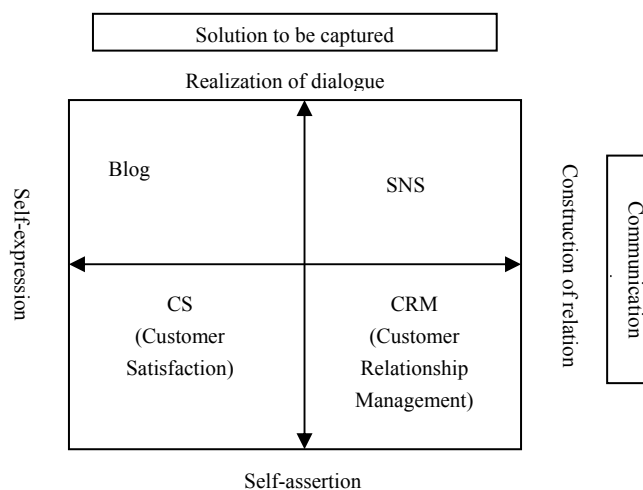 Solution to be captured
Realization of dialogue
Blog
SNS
Self-expression
Construction of relation
Communication
CS
(Customer
Satisfaction)
CRM
(Customer
Relationship
Management)
Self-assertion